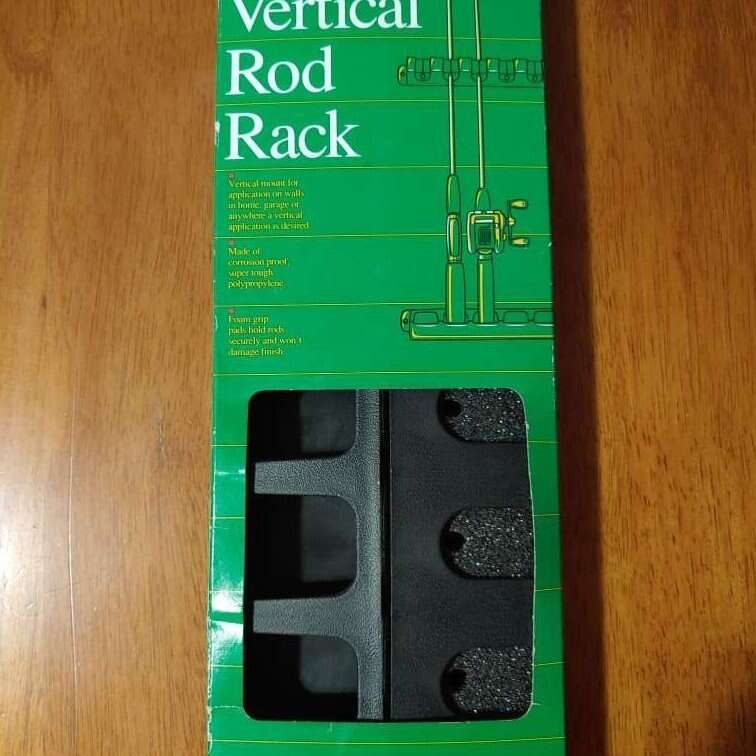 Vertical
Rod
Rack
Vertical mount for
application on walls
in home, garage or
anywhere a vertical
application is desired
Made of
corrosion proof,
super tough
polypropylene.
Foam grip
pads hold rods
securely and won't
damage finish.